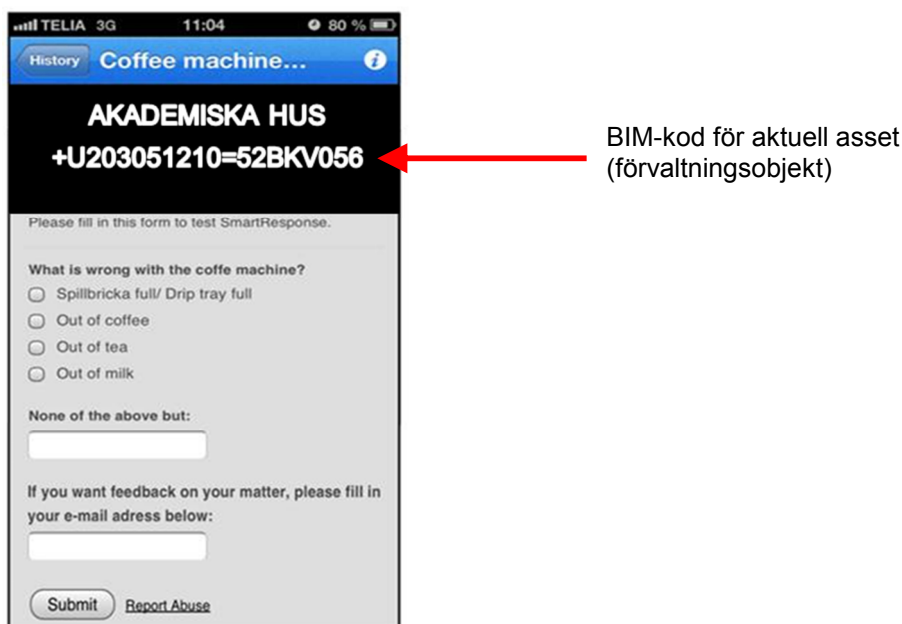 TELIA 3G 11:04 80 %
History Coffee machine...
AKADEMISKA HUS
+U203051210=52BKV056
BIM-kod för aktuell asset
(förvaltningsobjekt)
Please fill in this form to test SmartResponse.
What is wrong with the coffe machine?
Spillbricka full/ Drip tray full
Out of coffee
Out of tea
Out of milk
None of the above but:
If you want feedback on your matter, please fill in
your e-mail adress below:
Submit Report Abuse